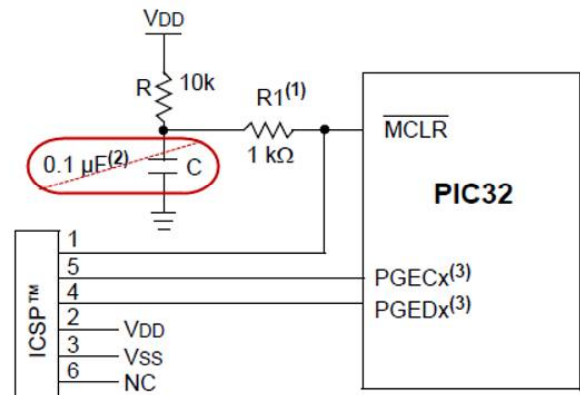 VDD
R 10k
R1(1)
1 kΩ
0.1 µF(2) C
MCLR
PIC32
ICSP™
1
5 PGECx(3)
4 PGEDx(3)
2 VDD
3 VSS
6 NC